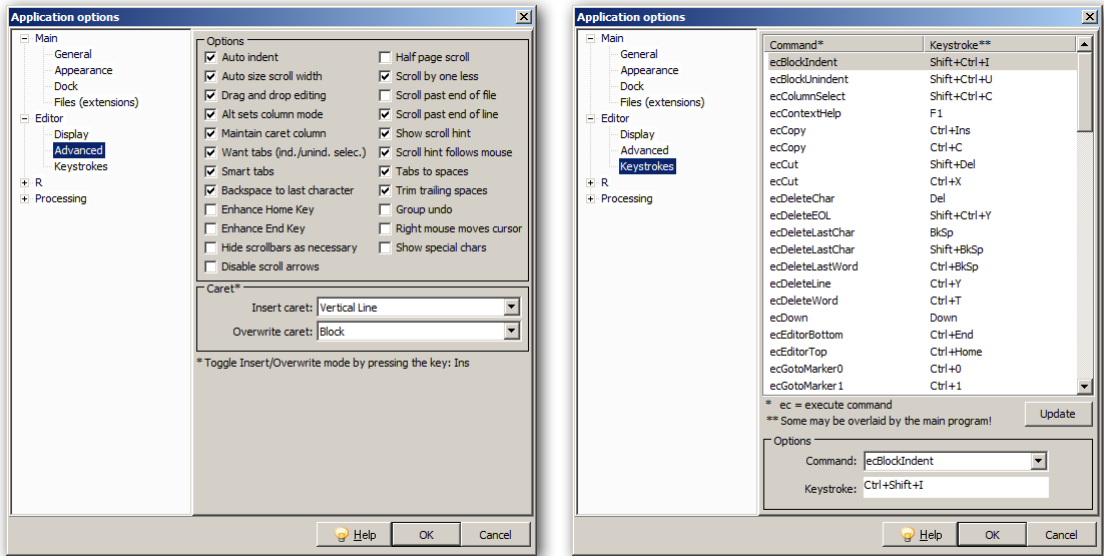 Application options
Main
General
Appearance
Dock
Files (extensions)
Editor
Display
Advanced
Keystrokes
R
Processing
Options
Auto indent
Auto size scroll width
Drag and drop editing
Alt sets column mode
Maintain caret column
Want tabs (ind./unind. selec.)
Smart tabs
Backspace to last character
Enhance Home Key
Enhance End Key
Hide scrollbars as necessary
Disable scroll arrows
Half page scroll
Scroll by one less
Scroll past end of file
Scroll past end of line
Show scroll hint
Scroll hint follows mouse
Tabs to spaces
Trim trailing spaces
Group undo
Right mouse moves cursor
Show special chars
Caret*
Insert caret: Vertical Line
Overwrite caret: Block
* Toggle Insert/Overwrite mode by pressing the key: Ins
Help OK Cancel
Application options
Main
General
Appearance
Dock
Files (extensions)
Editor
Display
Advanced
Keystrokes
R
Processing
Command* Keystroke**
ecBlockIndent Shift+Ctrl+I
ecBlockUnindent Shift+Ctrl+U
ecColumnSelect Shift+Ctrl+C
ecContextHelp F1
ecCopy Ctrl+Ins
ecCopy Ctrl+C
ecCut Shift+Del
ecCut Ctrl+X
ecDeleteChar Del
ecDeleteEOL Shift+Ctrl+Y
ecDeleteLastChar BkSp
ecDeleteLastChar Shift+BkSp
ecDeleteLastWord Ctrl+BkSp
ecDeleteLine Ctrl+Y
ecDeleteWord Ctrl+T
ecDown Down
ecEditorBottom Ctrl+End
ecEditorTop Ctrl+Home
ecGotoMarker0 Ctrl+0
ecGotoMarker1 Ctrl+1
* ec = execute command
** Some may be overlaid by the main program!
Update
Options
Command: ecBlockIndent
Keystroke: Ctrl+Shift+I
Help OK Cancel